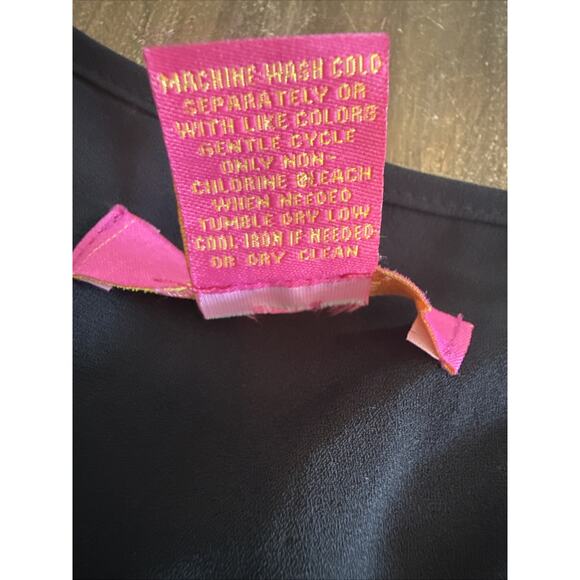 MACHINE WASH COLD
SEPARATELY OR
WITH LIKE COLORS
GENTLE CYCLE
ONLY NON-
CHLORINE BLEACH
WHEN NEEDED
TUMBLE DRY LOW
COOL IRON IF NEEDED
OR DRY CLEAN